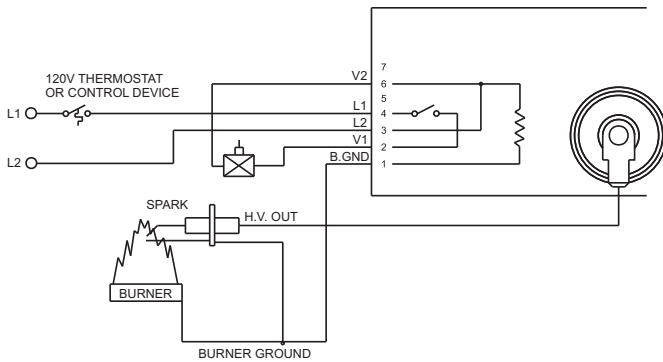 7
V2 6
120V THERMOSTAT
OR CONTROL DEVICE
5
L1 L1 4
L2 3
V1 2
L2 B.GND 1
SPARK
H.V. OUT
BURNER
BURNER GROUND